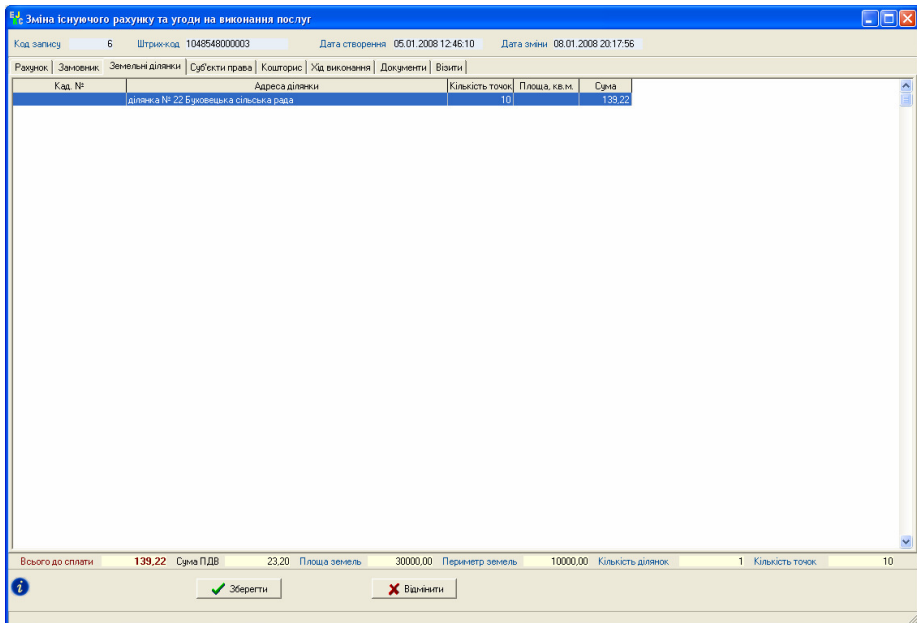 Зміна існуючого рахунку та угоди на виконання послуг
Код запису 6 Штрих-код 1048548000003 Дата створення 05.01.2008 12:46:10 Дата зміни 08.01.2008 20:17:56
Рахунок Замовник Земельні ділянки Суб'єкти права Кошторис Хід виконання Документи Візити
Кад. № Адреса ділянки Кількість точок Площа, кв.м. Сума
ділянка № 22 Буковецька сільська рада 10 139,22
Всього до сплати 139,22 Сума ПДВ 23,20 Площа земель 30000,00 Периметр земель 10000,00 Кількість ділянок 1 Кількість точок 10
Зберегти Відмінити